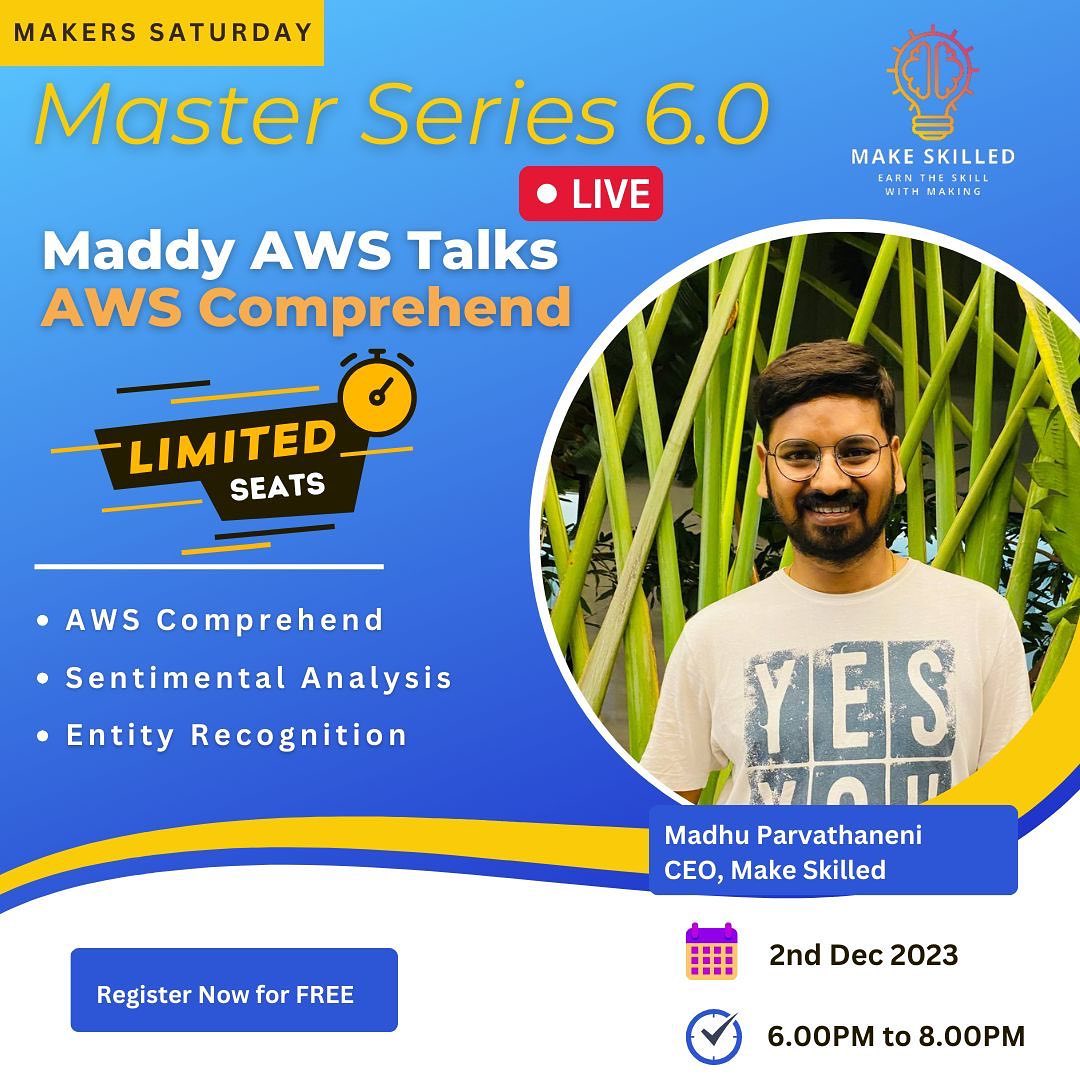 MAKERS SATURDAY
Master Series 6.0
MAKE SKILLED
EARN THE SKILL
WITH MAKING
LIVE
Maddy AWS Talks
AWS Comprehend
LIMITED
SEATS
• AWS Comprehend
• Sentimental Analysis
• Entity Recognition
YES
YOU
Madhu Parvathaneni
CEO, Make Skilled
2nd Dec 2023
Register Now for FREE
6.00PM to 8.00PM